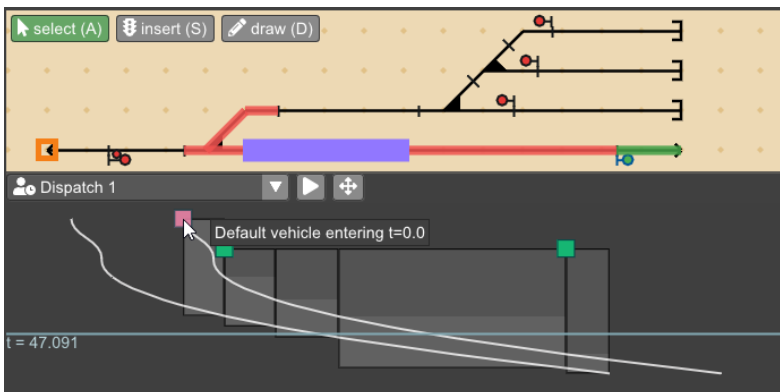 select (A) insert (S) draw (D)
Dispatch 1
Default vehicle entering t=0.0
t = 47.091